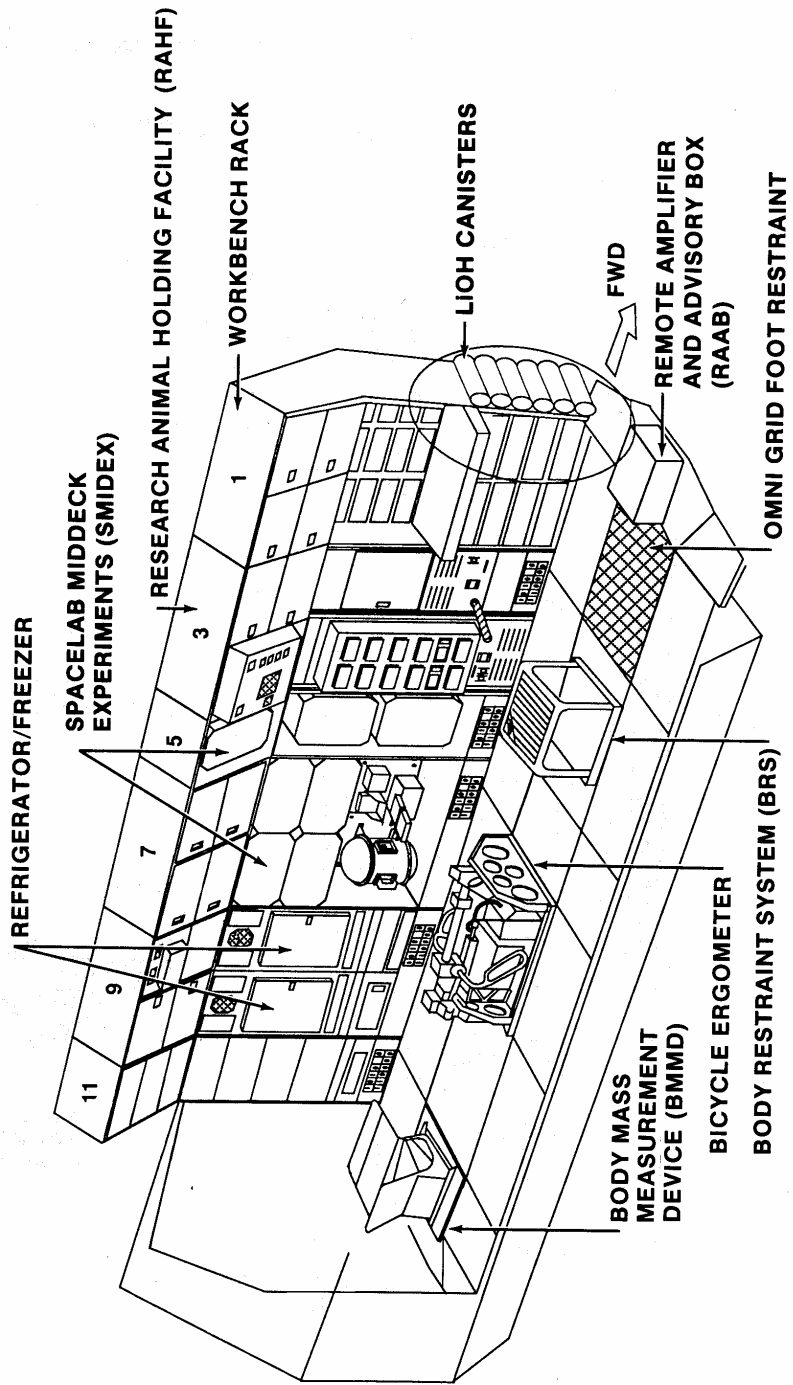 REFRIGERATOR/FREEZER
SPACELAB MIDDECK
EXPERIMENTS (SMIDEX)
RESEARCH ANIMAL HOLDING FACILITY (RAHF)
WORKBENCH RACK
11
9
7
5
3
1
LiOH CANISTERS
FWD
REMOTE AMPLIFIER
AND ADVISORY BOX
(RAAB)
OMNI GRID FOOT RESTRAINT
BODY MASS
MEASUREMENT
DEVICE (BMMD)
BICYCLE ERGOMETER
BODY RESTRAINT SYSTEM (BRS)